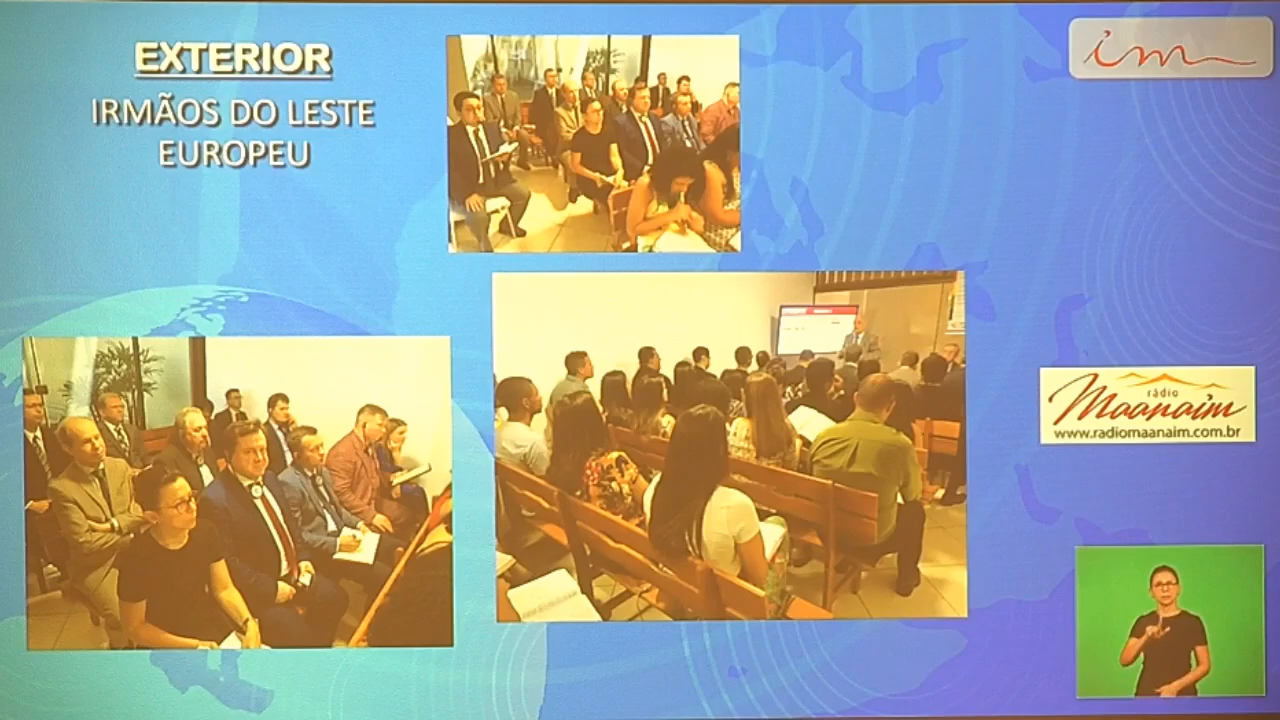 EXTERIOR
IRMÃOS DO LESTE
EUROPEU
im
rádio
Maanaim
www.radiomaanaim.com.br